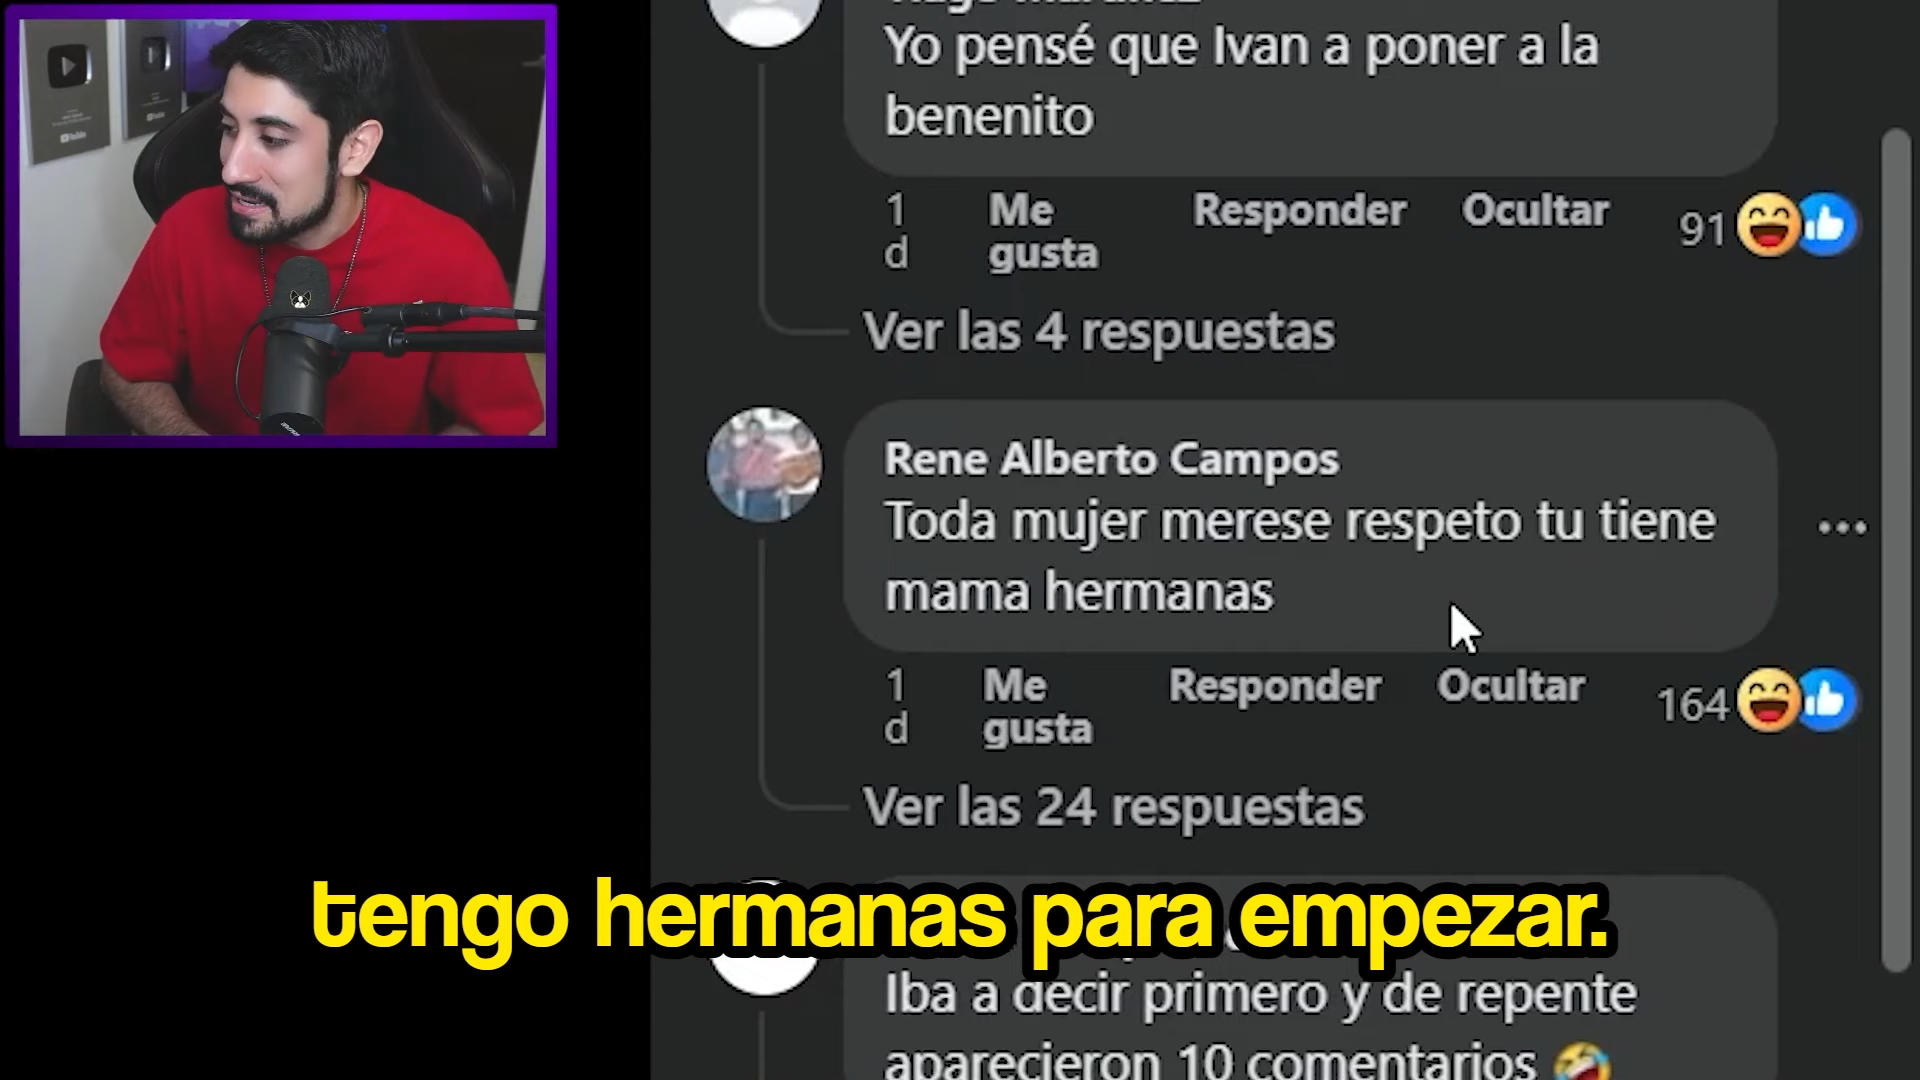 Yo pensé que Ivan a poner a la
benenito
1 d
Me gusta
Responder
Ocultar
91
Ver las 4 respuestas
Rene Alberto Campos
Toda mujer merese respeto tu tiene
mama hermanas
1 d
Me gusta
Responder
Ocultar
164
Ver las 24 respuestas
tengo hermanas para empezar.
Iba a decir primero y de repente
aparecieron 10 comentarios